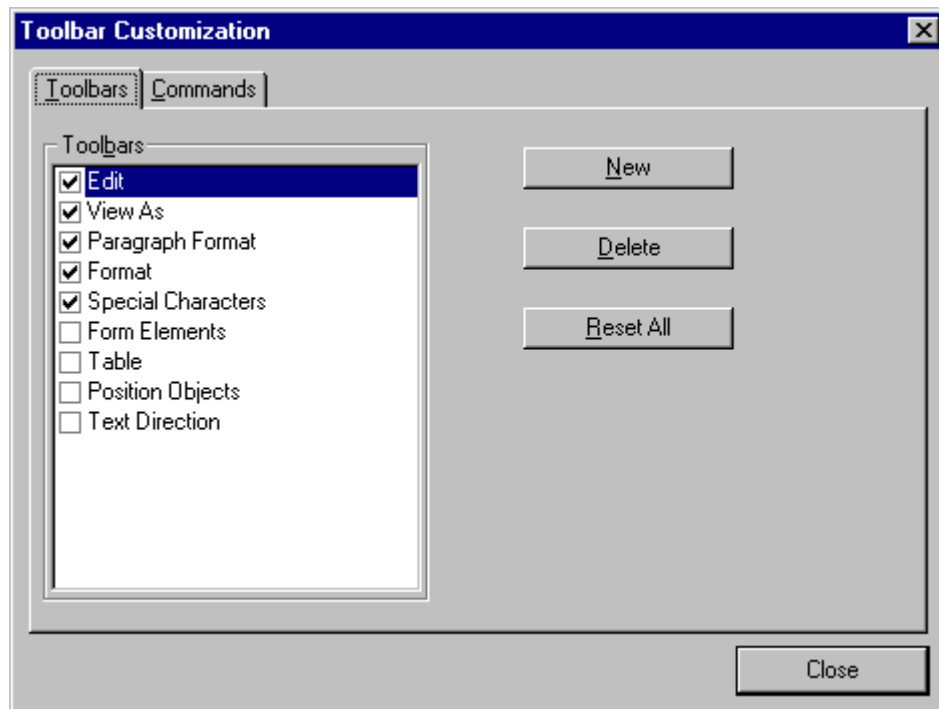 Toolbar Customization
Toolbars Commands
Toolbars
Edit
View As
Paragraph Format
Format
Special Characters
Form Elements
Table
Position Objects
Text Direction
New
Delete
Reset All
Close